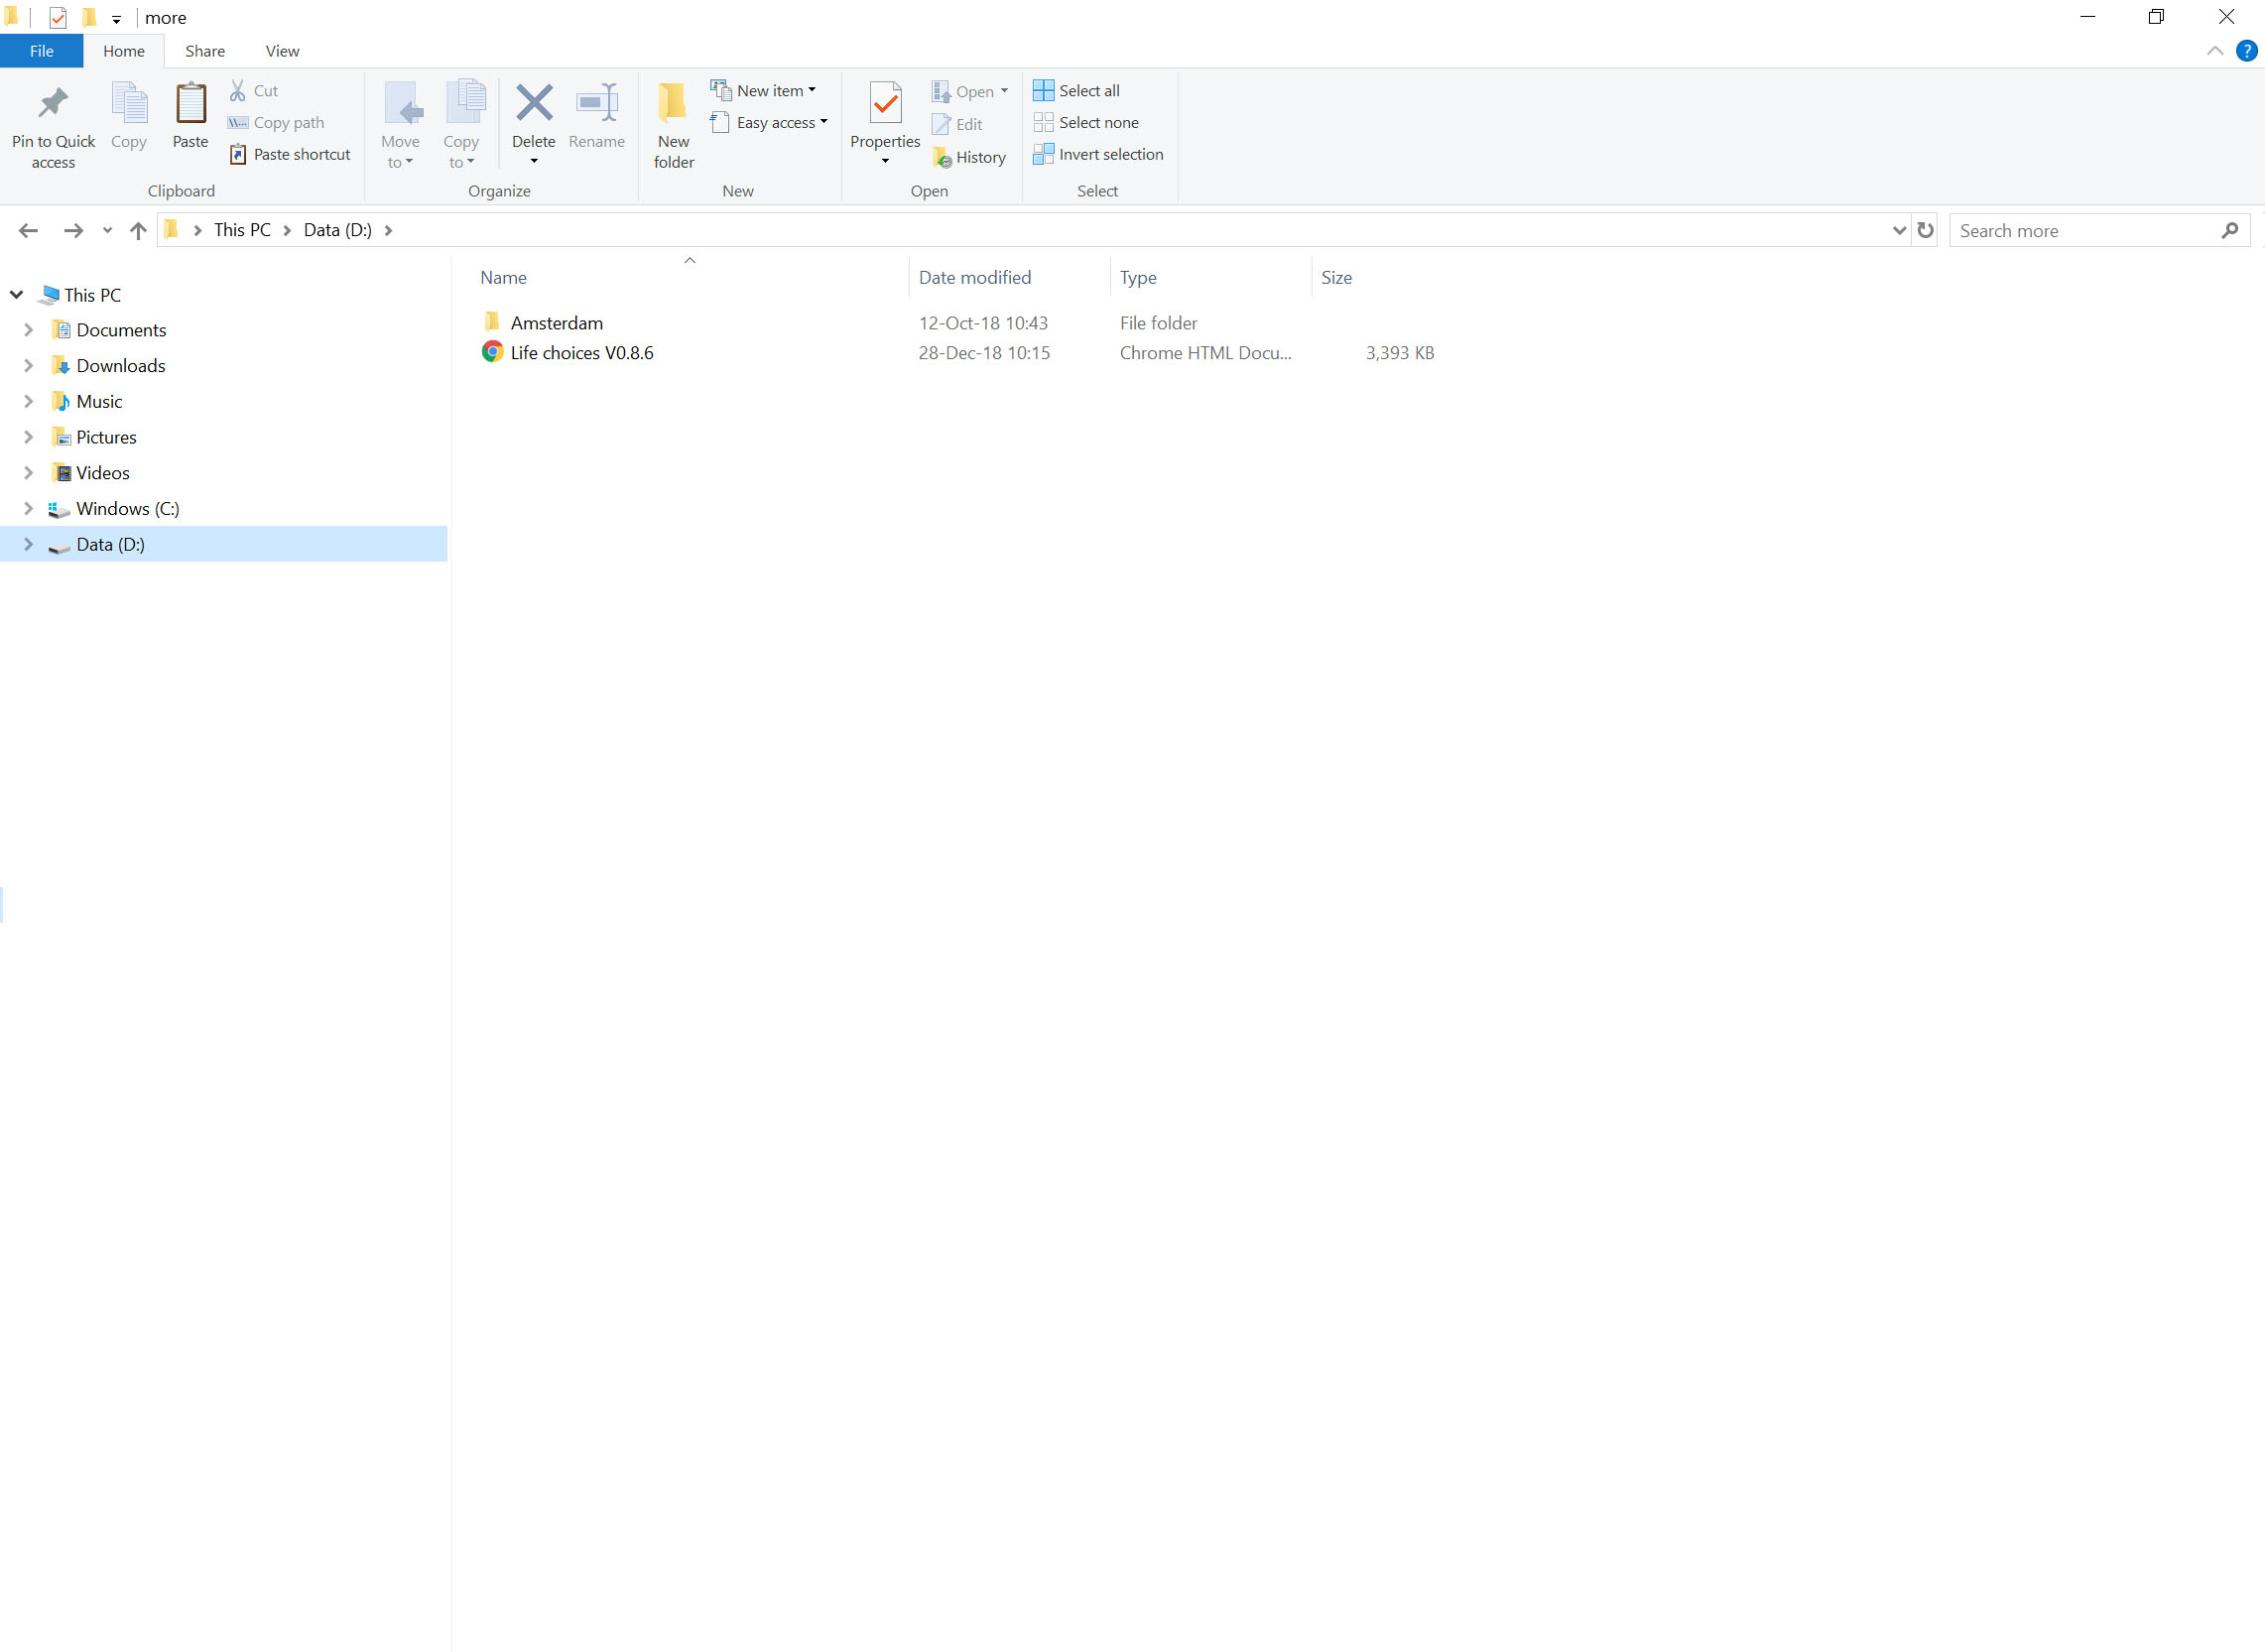 more
File Home Share View
Pin to Quick access
Copy
Paste
Cut
Copy path
Paste shortcut
Clipboard
Move to
Copy to
Delete
Rename
Organize
New folder
New item
Easy access
New
Properties
Open
Edit
History
Open
Select all
Select none
Invert selection
Select
This PC Data (D:)
Search more
This PC
Documents
Downloads
Music
Pictures
Videos
Windows (C:)
Data (D:)
Name Date modified Type Size
Amsterdam 12-Oct-18 10:43 File folder
Life choices V0.8.6 28-Dec-18 10:15 Chrome HTML Docu... 3,393 KB